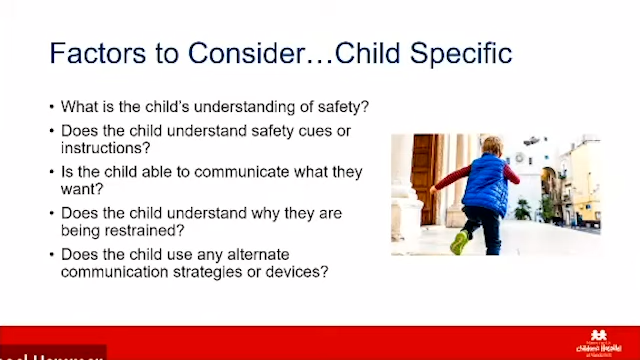 Factors to Consider…Child Specific
• What is the child's understanding of safety?
• Does the child understand safety cues or
instructions?
• Is the child able to communicate what they
want?
• Does the child understand why they are
being restrained?
• Does the child use any alternate
communication strategies or devices?